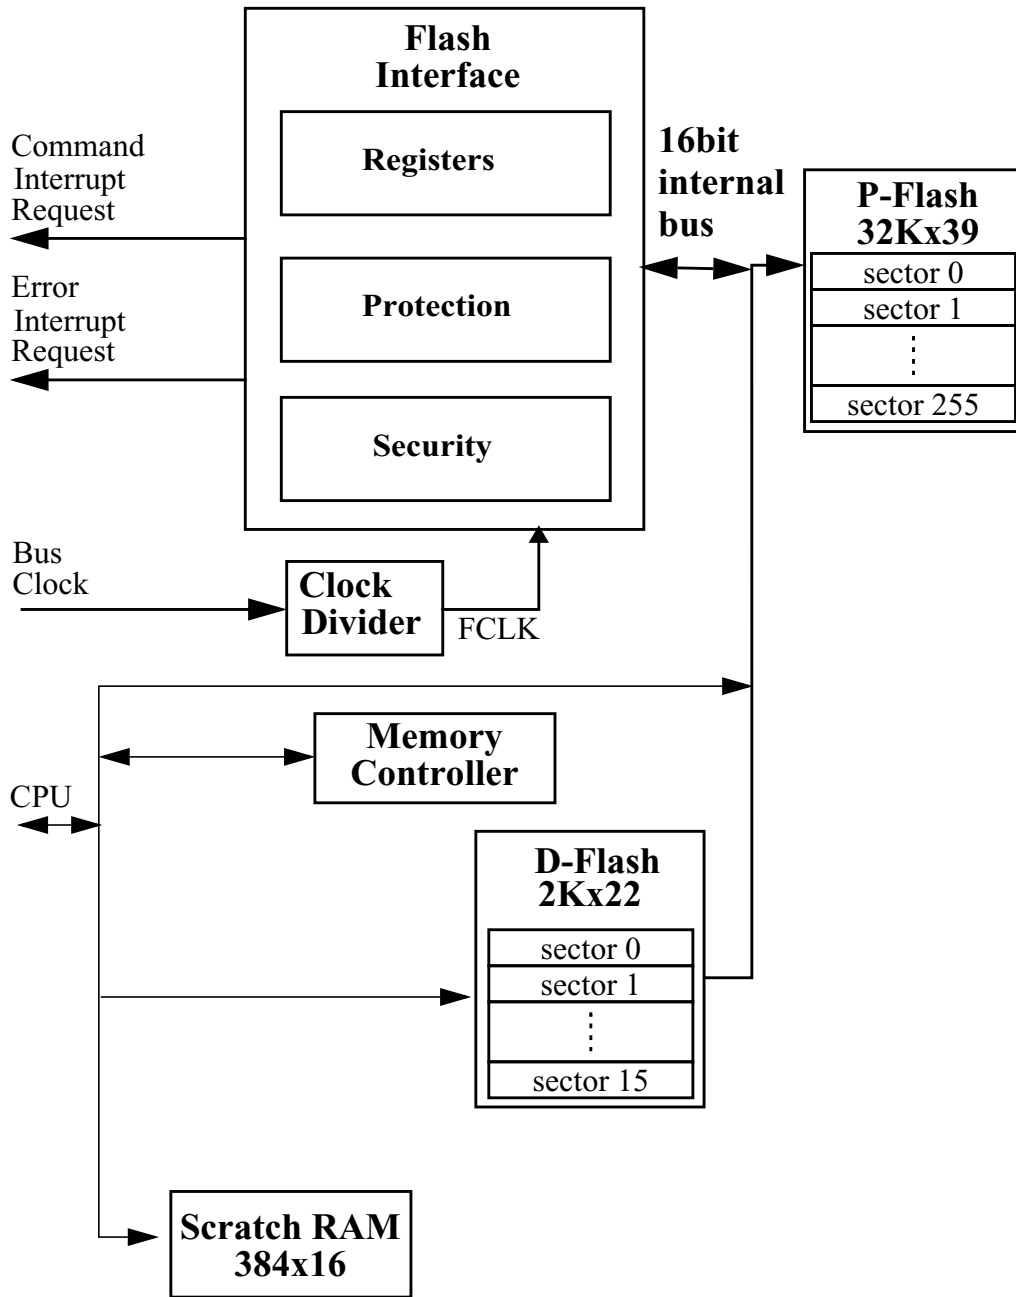 Flash
Interface
Registers
Protection
Security
Command
Interrupt
Request
Error
Interrupt
Request
16bit
internal
bus
P-Flash
32Kx39
sector 0
sector 1
sector 255
Bus
Clock
Clock
Divider
FCLK
Memory
Controller
CPU
D-Flash
2Kx22
sector 0
sector 1
sector 15
Scratch RAM
384x16